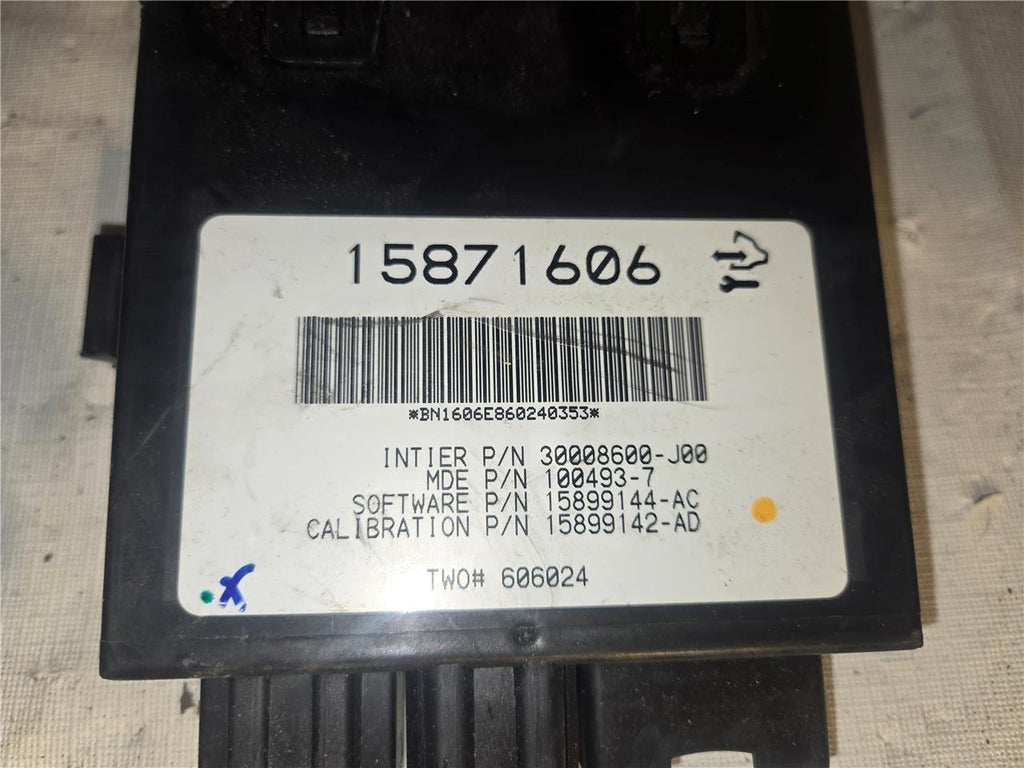 15871606
*BN1606E860240353*
INTIER P/N 30008600-J00
MDE P/N 100493-7
SOFTWARE P/N 15899144-AC
CALIBRATION P/N 15899142-AD
TWO# 606024
X